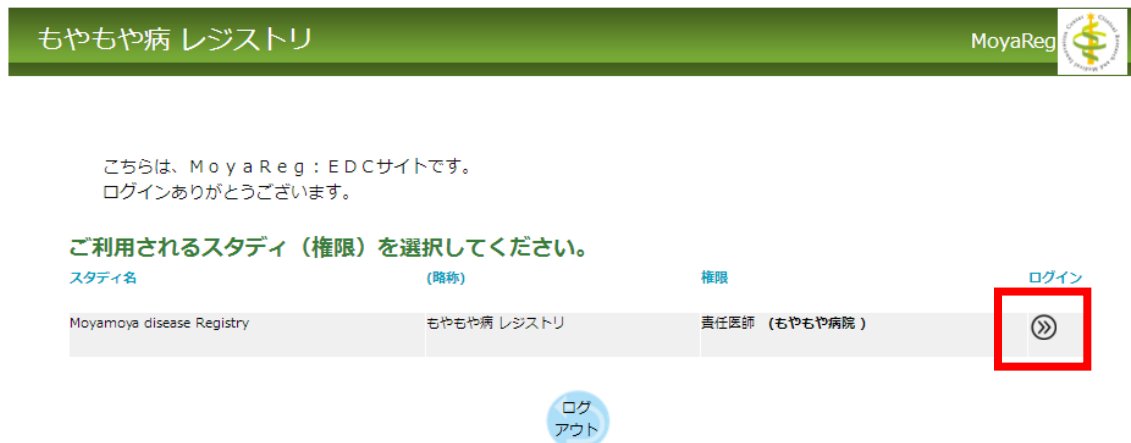 もやもや病 レジストリ
MoyaReg
こちらは、ＭｏｙａＲｅｇ：ＥＤＣサイトです。
ログインありがとうございます。
ご利用されるスタディ（権限）を選択してください。
スタディ名 (略称) 権限 ログイン
Moyamoya disease Registry もやもや病 レジストリ 責任医師 (もやもや病院 )
ログ
アウト